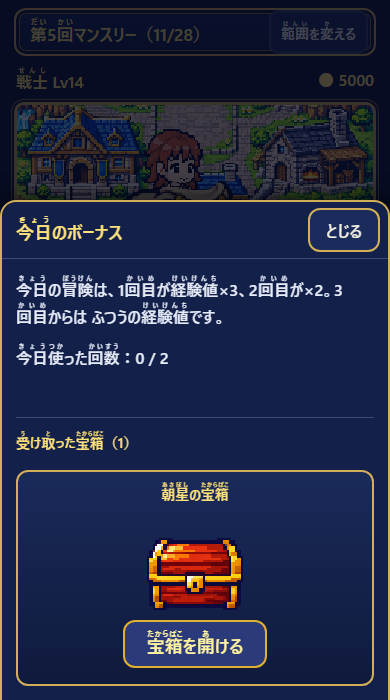 第5回マンスリー（11/28）
範囲を変える
戦士 Lv14
5000
今日のボーナス
とじる
今日の冒険は、1回目が経験値×3、2回目が×2。3
回目からは ふつうの経験値です。
今日使った回数：0 / 2
受け取った宝箱（1）
朝星の宝箱
宝箱を開ける